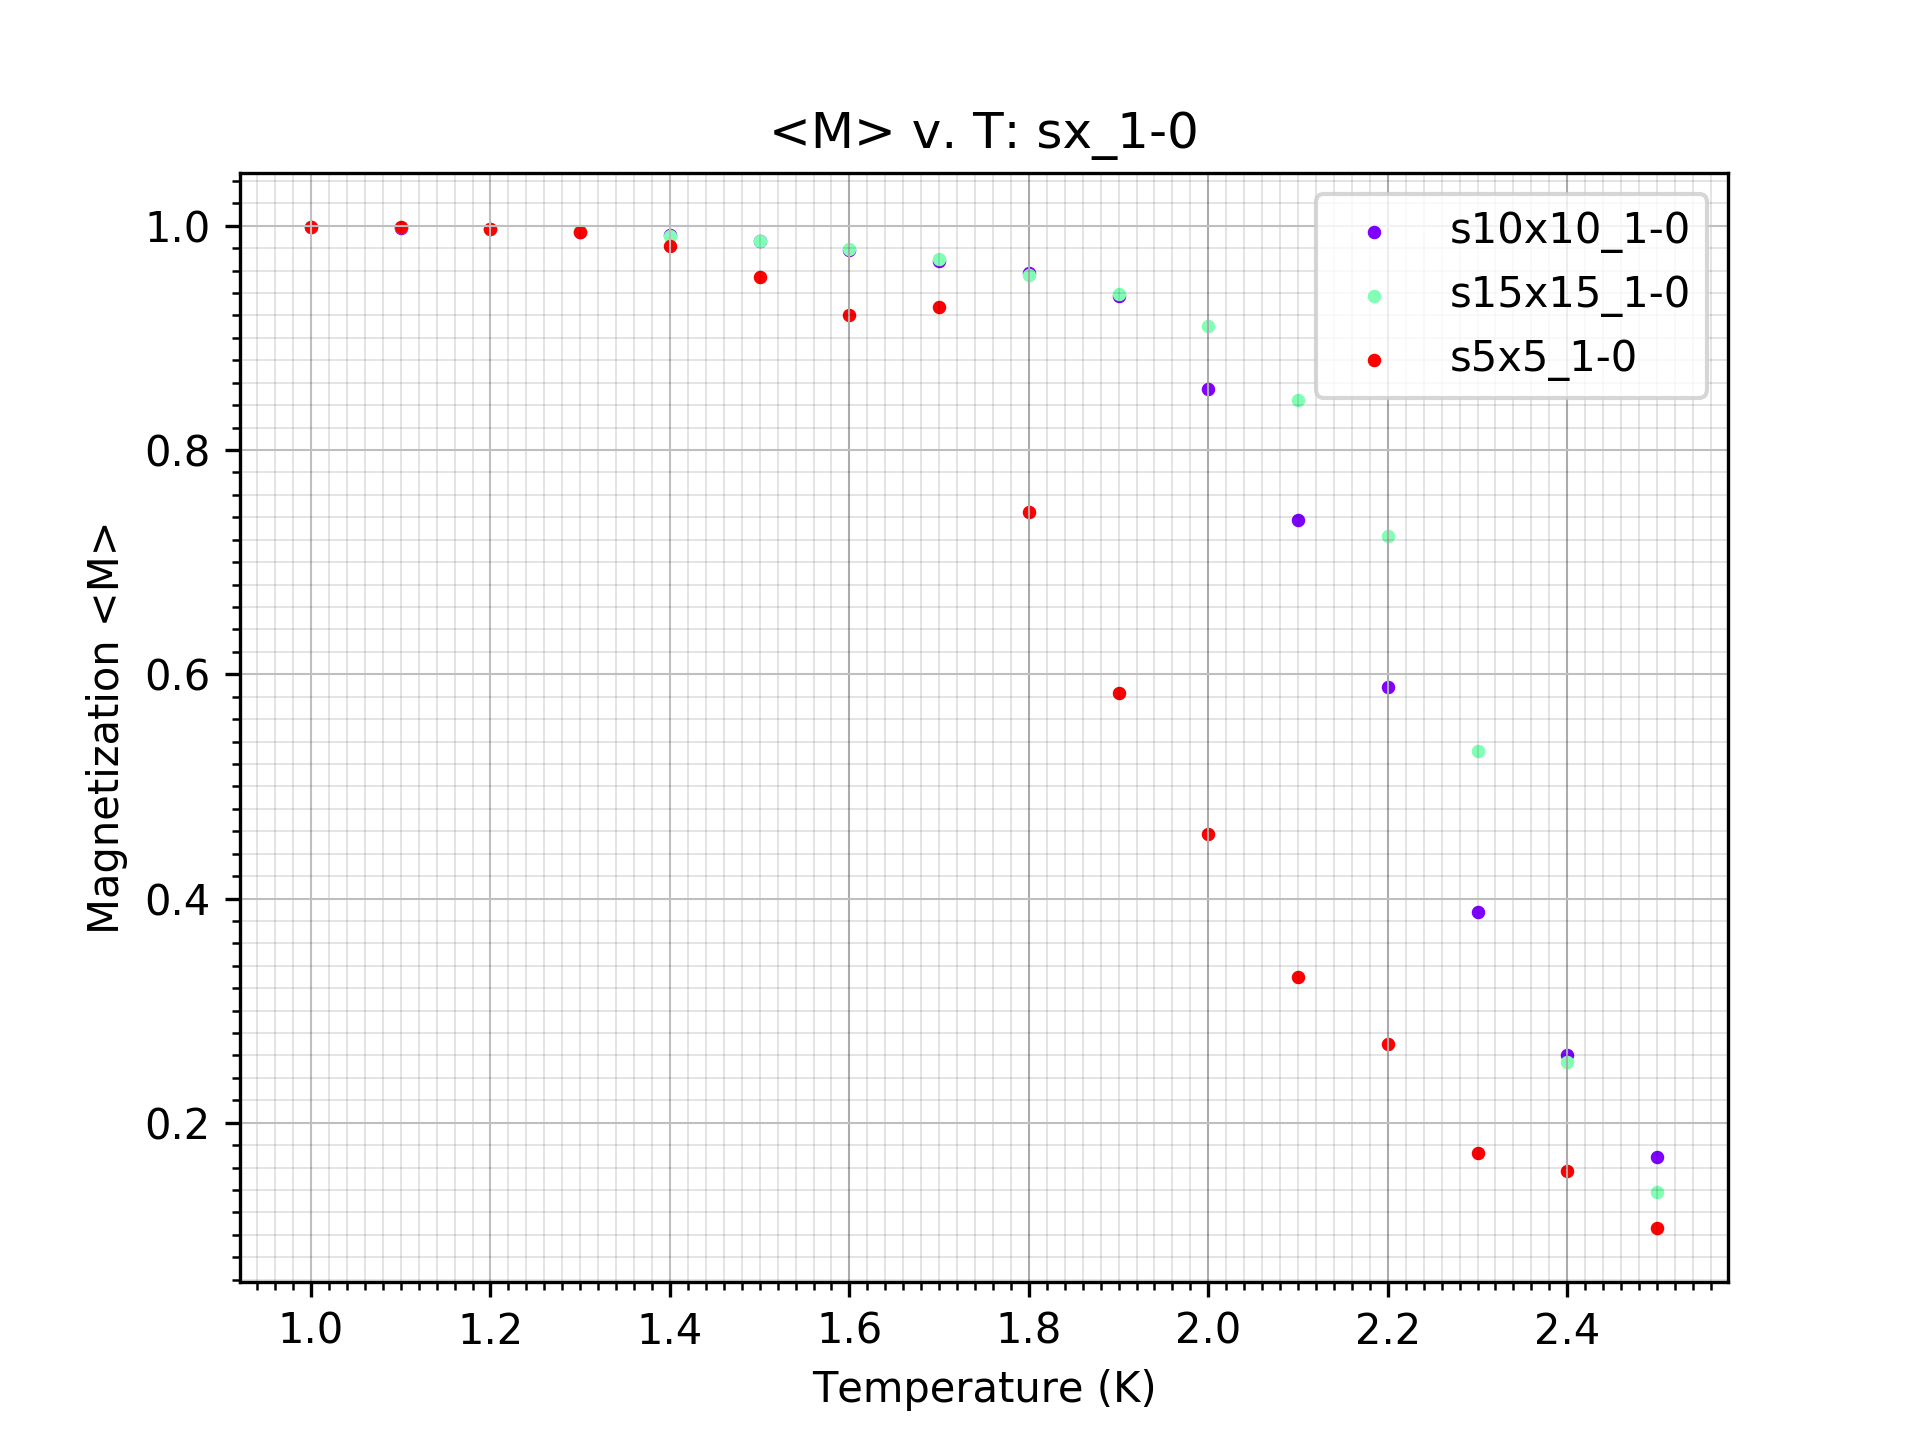 <M> v. T: sx_1-0
s10x10_1-0
s15x15_1-0
s5x5_1-0
Magnetization <M>
1.0
0.8
0.6
0.4
0.2
1.0 1.2 1.4 1.6 1.8 2.0 2.2 2.4
Temperature (K)